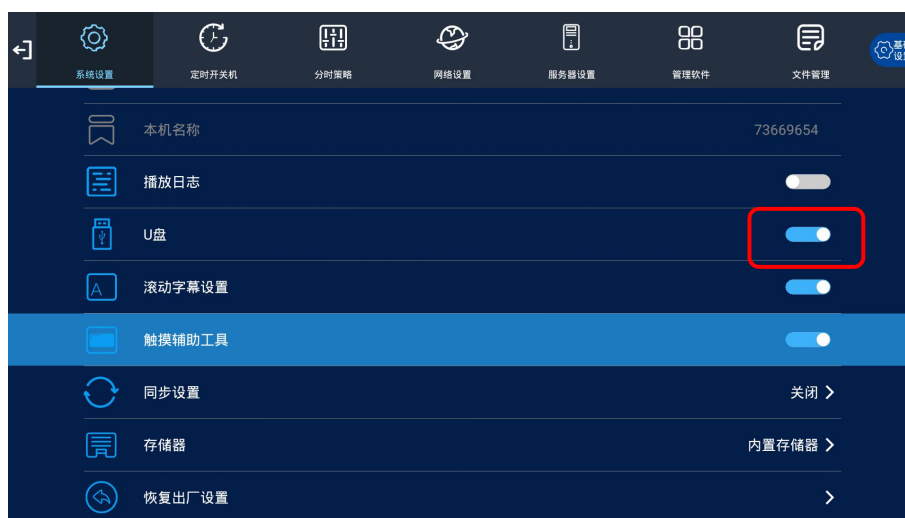 系统设置
定时开关机
分时策略
网络设置
服务器设置
管理软件
文件管理
本机名称 73669654
播放日志
U盘
滚动字幕设置
触摸辅助工具
同步设置 关闭
存储器 内置存储器
恢复出厂设置